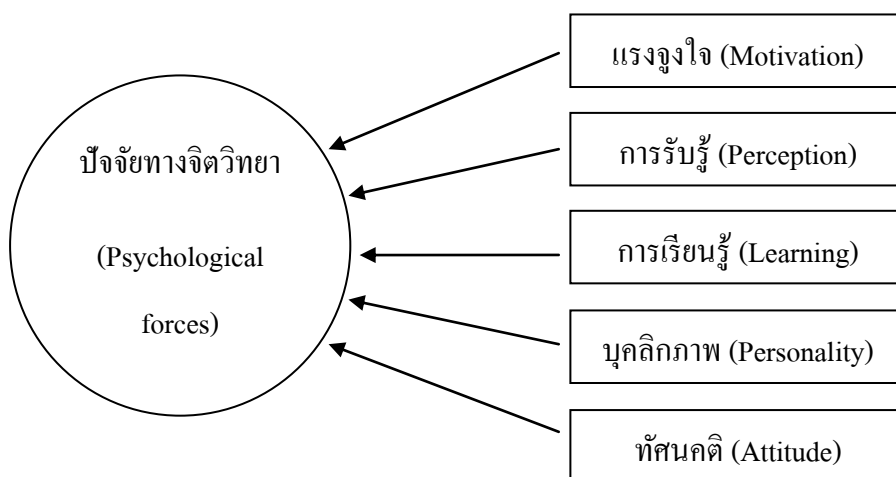 ปัจจัยทางจิตวิทยา
(Psychological
forces)
แรงจูงใจ (Motivation)
การรับรู้ (Perception)
การเรียนรู้ (Learning)
บุคลิกภาพ (Personality)
ทัศนคติ (Attitude)